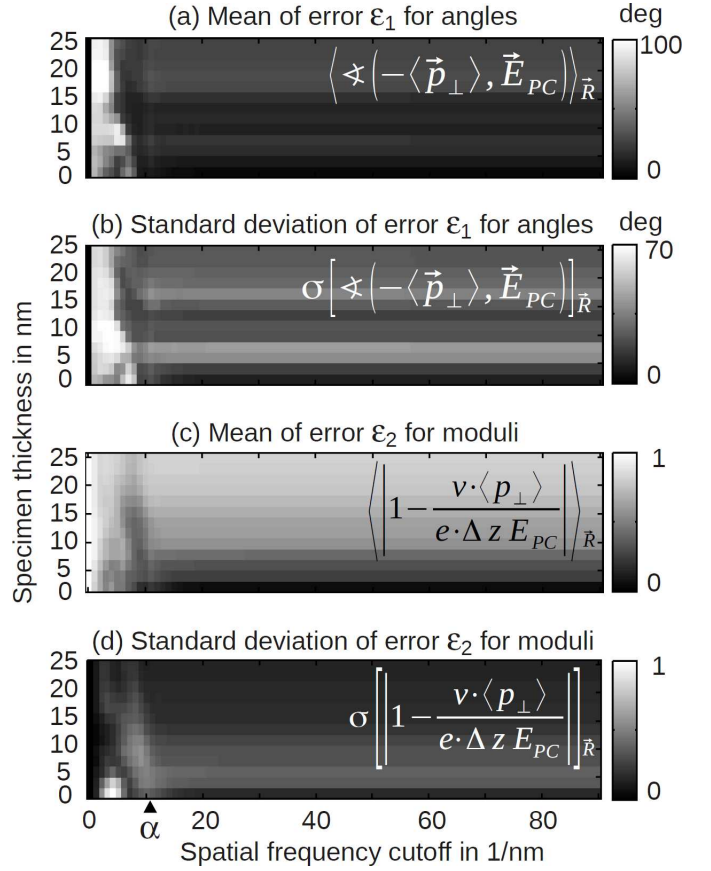 (a) Mean of error ε₁ for angles
deg
25
20
15
10
5
0
⟨∢(−⟨p⃗⊥⟩, E⃗PC)⟩R⃗
100
0
(b) Standard deviation of error ε₁ for angles
deg
25
20
15
10
5
0
σ[∢(−⟨p⃗⊥⟩, E⃗PC)]R⃗
70
0
Specimen thickness in nm
(c) Mean of error ε₂ for moduli
25
20
15
10
5
0
⟨|1−v·⟨p⊥⟩/e·Δz EPC|⟩R⃗
1
0
(d) Standard deviation of error ε₂ for moduli
25
20
15
10
5
0
σ[|1−v·⟨p⊥⟩/e·Δz EPC|]R⃗
1
0
0 α 20 40 60 80
Spatial frequency cutoff in 1/nm